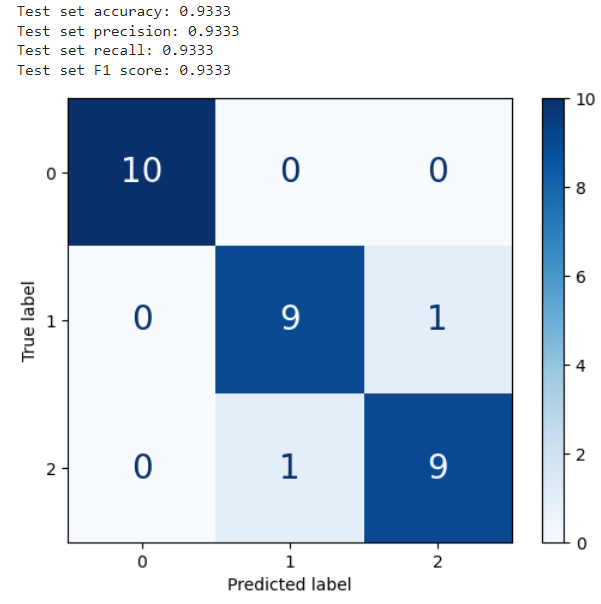 Test set accuracy: 0.9333
Test set precision: 0.9333
Test set recall: 0.9333
Test set F1 score: 0.9333
10
0 10 0 0
8
6
True label 1 0 9 1
4
2 0 1 9
2
0
0 1 2
Predicted label